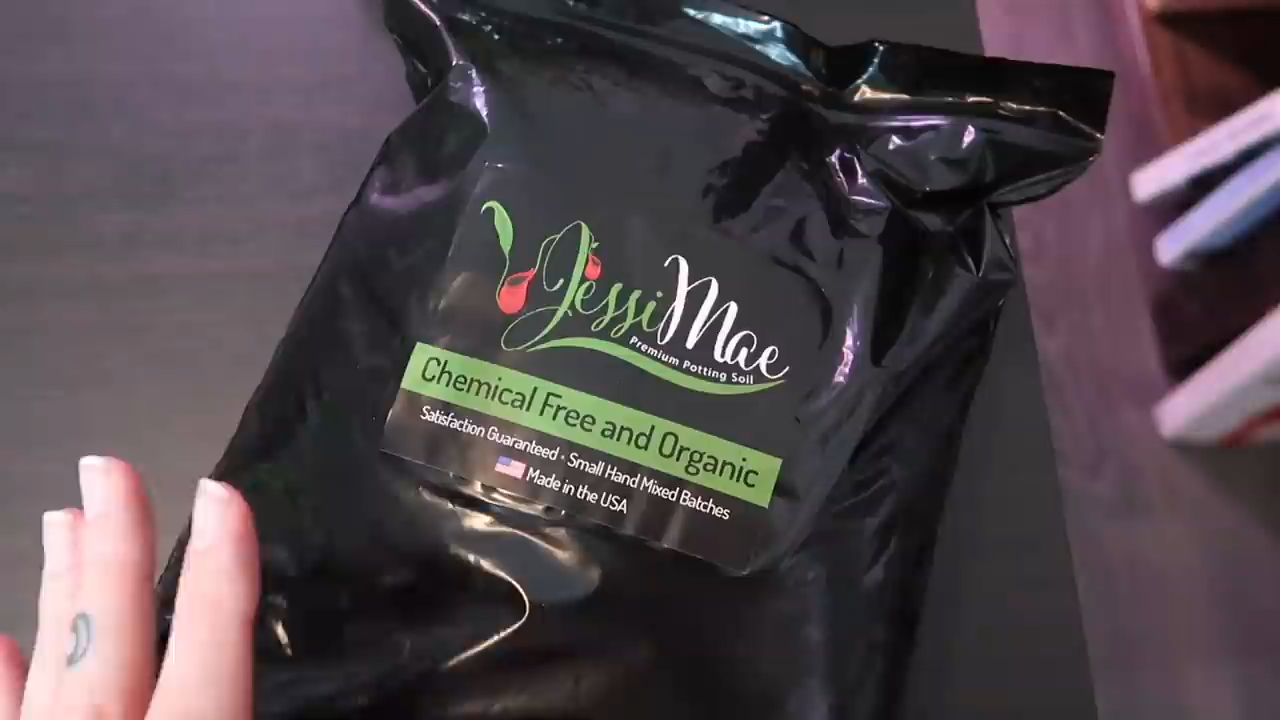 JessiMae
Premium Potting Soil
Chemical Free and Organic
Satisfaction Guaranteed • Small Hand Mixed Batches
Made in the USA